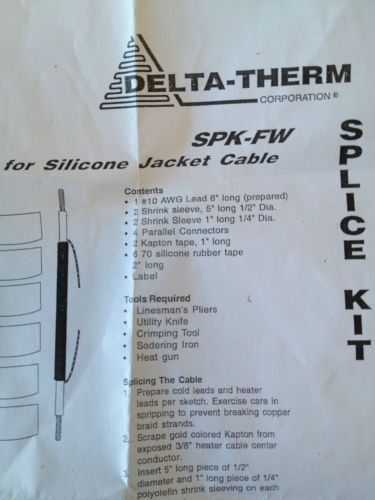 DELTA-THERM
CORPORATION®
SPK-FW
for Silicone Jacket Cable
SPLICE KIT
Contents
• 1 #10 AWG Lead 6" long (prepared)
• 2 Shrink sleeve, 5" long 1/2" Dia.
• 2 Shrink Sleeve 1" long 1/4" Dia.
• 4 Parallel Connectors
• 2 Kapton tape, 1" long
• 6 70 silicone rubber tape
2" long
• Label
Tools Required
• Linesman's Pliers
• Utility Knife
• Crimping Tool
• Sodering Iron
• Heat gun
Splicing The Cable
1. Prepare cold leads and heater
leads per sketch. Exercise care in
spripping to prevent breaking copper
braid strands.
2. Scrape gold colored Kapton from
exposed 3/8" heater cable center
conductor.
3. Insert 5" long piece of 1/2"
diameter and 1" long piece of 1/4"
polyolefin shrink sleeving on each